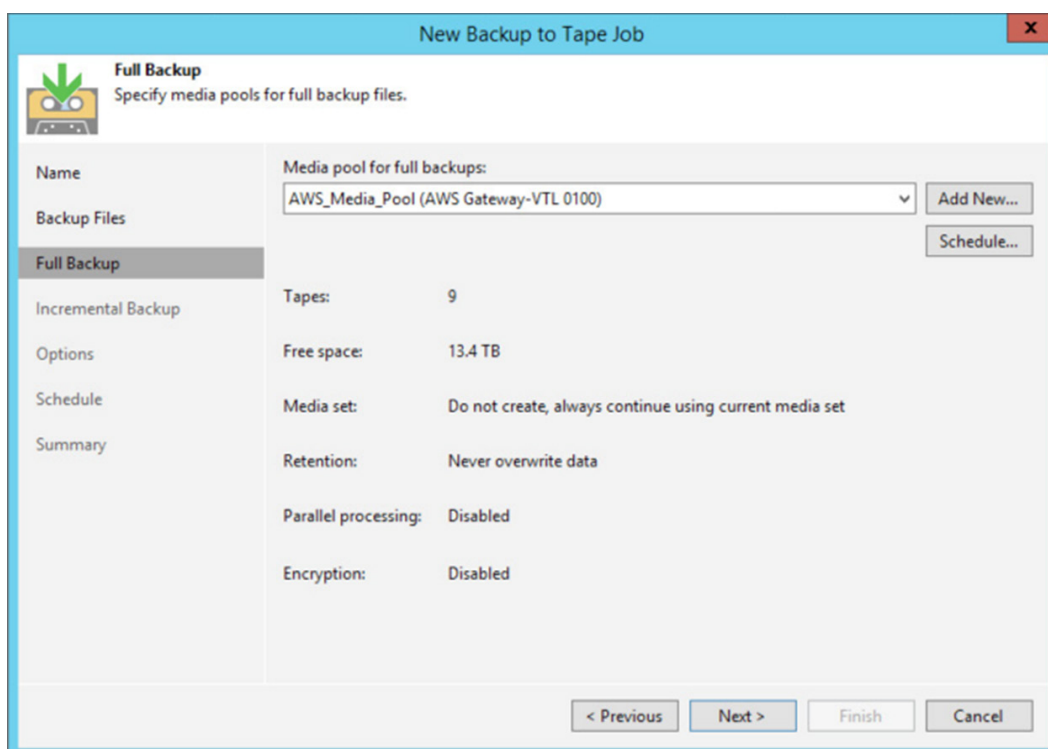 New Backup to Tape Job
x
Full Backup
Specify media pools for full backup files.
Name
Backup Files
Full Backup
Incremental Backup
Options
Schedule
Summary
Media pool for full backups:
AWS_Media_Pool (AWS Gateway-VTL 0100)
Add New...
Schedule...
Tapes: 9
Free space: 13.4 TB
Media set: Do not create, always continue using current media set
Retention: Never overwrite data
Parallel processing: Disabled
Encryption: Disabled
< Previous Next > Finish Cancel